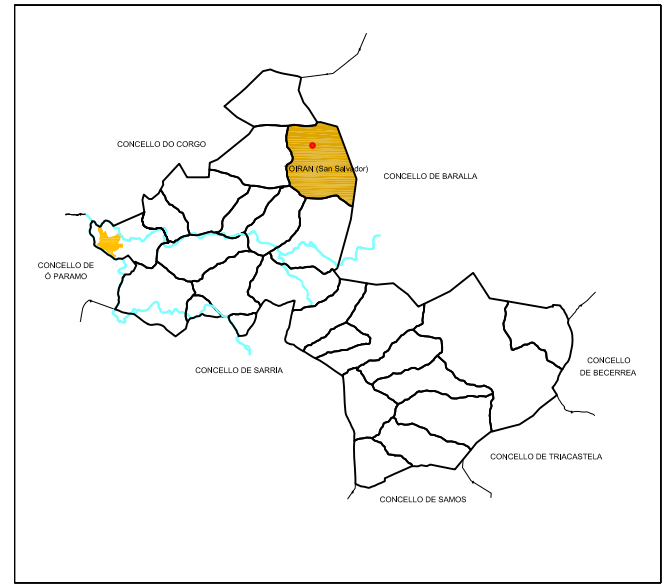 CONCELLO DO CORGO
TOIRAN (San Salvador)
CONCELLO DE BARALLA
CONCELLO DE
O PARAMO
CONCELLO
DE BECERREA
CONCELLO DE SARRIA
CONCELLO DE TRIACASTELA
CONCELLO DE SAMOS